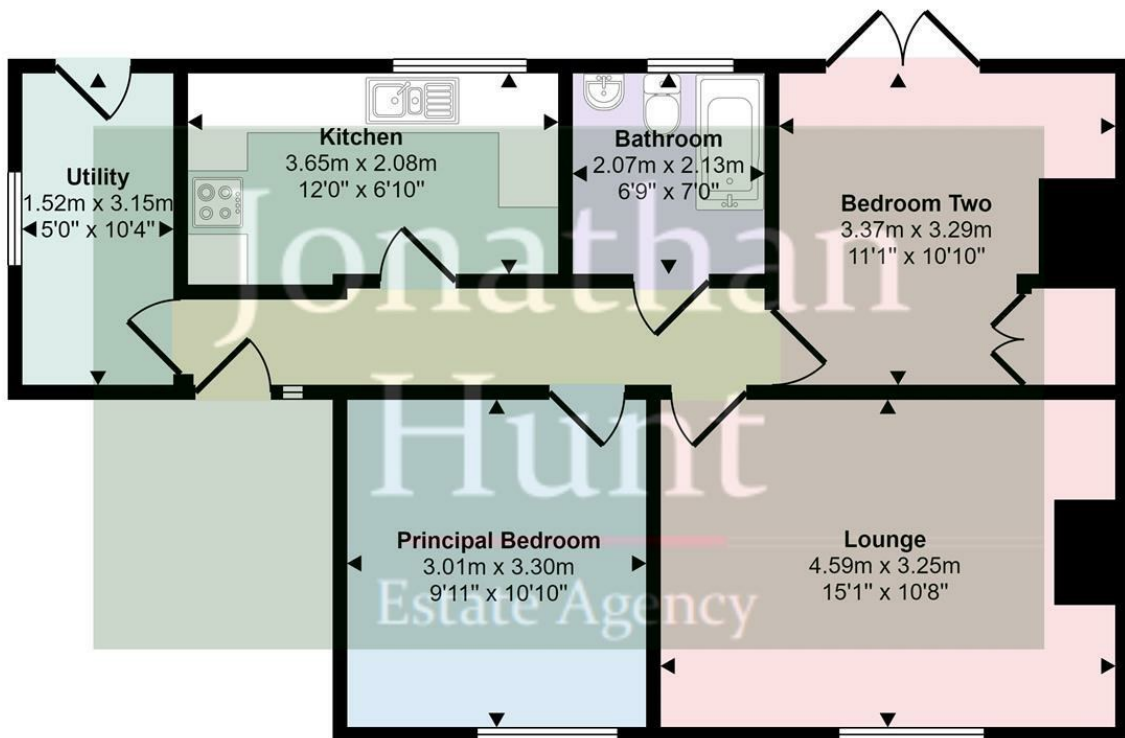 Utility
1.52m x 3.15m
5'0" x 10'4"
Kitchen
3.65m x 2.08m
12'0" x 6'10"
Bathroom
2.07m x 2.13m
6'9" x 7'0"
Bedroom Two
3.37m x 3.29m
11'1" x 10'10"
Principal Bedroom
3.01m x 3.30m
9'11" x 10'10"
Lounge
4.59m x 3.25m
15'1" x 10'8"
Jonathan
Hunt
Estate Agency